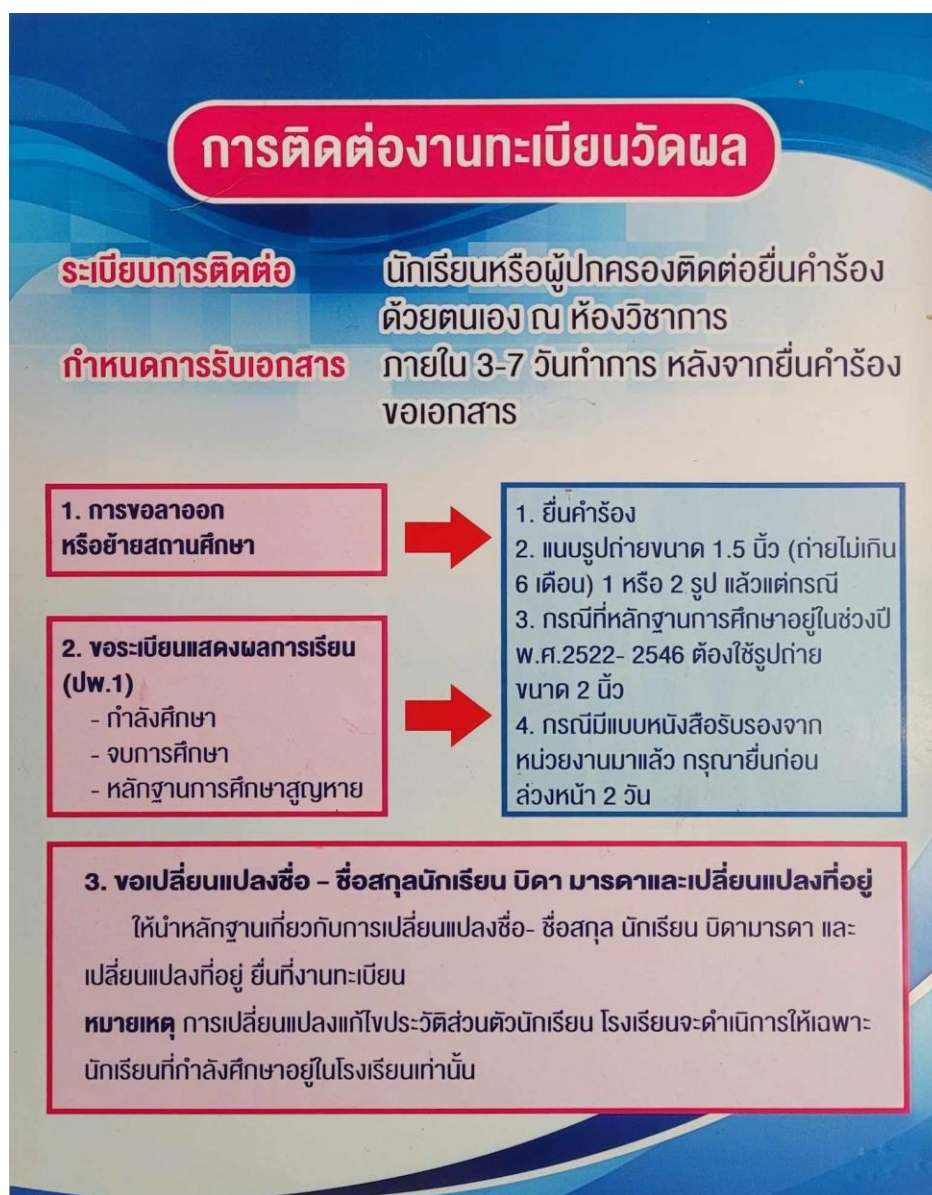 การติดต่องานทะเบียนวัดผล
ระเบียบการติดต่อ นักเรียนหรือผู้ปกครองติดต่อยื่นคำร้อง
ด้วยตนเอง ณ ห้องวิชาการ
กำหนดการรับเอกสาร ภายใน 3-7 วันทำการ หลังจากยื่นคำร้อง
ขอเอกสาร
1. การขอลาออก
หรือย้ายสถานศึกษา
2. ขอระเบียนแสดงผลการเรียน
(ปพ.1)
- กำลังศึกษา
- จบการศึกษา
- หลักฐานการศึกษาสูญหาย
1. ยื่นคำร้อง
2. แนบรูปถ่ายขนาด 1.5 นิ้ว (ถ่ายไม่เกิน
6 เดือน) 1 หรือ 2 รูป แล้วแต่กรณี
3. กรณีที่หลักฐานการศึกษาอยู่ในช่วงปี
พ.ศ.2522- 2546 ต้องใช้รูปถ่าย
ขนาด 2 นิ้ว
4. กรณีมีแบบหนังสือรับรองจาก
หน่วยงานมาแล้ว กรุณายื่นก่อน
ล่วงหน้า 2 วัน
3. ขอเปลี่ยนแปลงชื่อ – ชื่อสกุลนักเรียน บิดา มารดาและเปลี่ยนแปลงที่อยู่
ให้นำหลักฐานเกี่ยวกับการเปลี่ยนแปลงชื่อ- ชื่อสกุล นักเรียน บิดามารดา และ
เปลี่ยนแปลงที่อยู่ ยื่นที่งานทะเบียน
หมายเหตุ การเปลี่ยนแปลงแก้ไขประวัติส่วนตัวนักเรียน โรงเรียนจะดำเนิการให้เฉพาะ
นักเรียนที่กำลังศึกษาอยู่ในโรงเรียนเท่านั้น